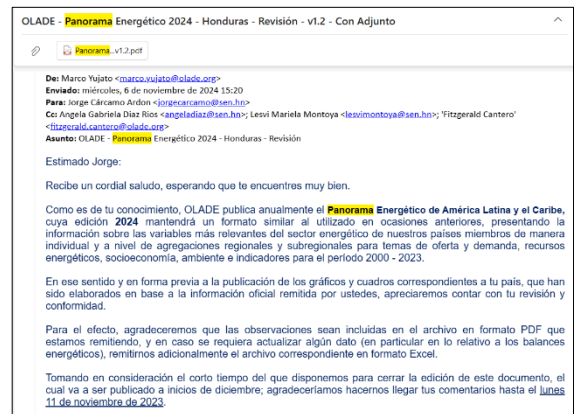 OLADE - Panorama Energético 2024 - Honduras - Revisión - v1.2 - Con Adjunto
Panorama...v1.2.pdf
De: Marco Yujato <marco.yujato@olade.org>
Enviado: miércoles, 6 de noviembre de 2024 15:20
Para: Jorge Cárcamo Ardon <jorgecarcamo@sen.hn>
Cc: Angela Gabriela Diaz Rios <angeladiaz@sen.hn>; Lesvi Mariela Montoya <lesvimontoya@sen.hn>; 'Fitzgerald Cantero'
<fitzgerald.cantero@olade.org>
Asunto: OLADE - Panorama Energético 2024 - Honduras - Revisión
Estimado Jorge:
Recibe un cordial saludo, esperando que te encuentres muy bien.
Como es de tu conocimiento, OLADE publica anualmente el Panorama Energético de América Latina y el Caribe,
cuya edición 2024 mantendrá un formato similar al utilizado en ocasiones anteriores, presentando la
información sobre las variables más relevantes del sector energético de nuestros países miembros de manera
individual y a nivel de agregaciones regionales y subregionales para temas de oferta y demanda, recursos
energéticos, socioeconomía, ambiente e indicadores para el período 2000 - 2023.
En ese sentido y en forma previa a la publicación de los gráficos y cuadros correspondientes a tu país, que han
sido elaborados en base a la información oficial remitida por ustedes, apreciaremos contar con tu revisión y
conformidad.
Para el efecto, agradeceremos que las observaciones sean incluidas en el archivo en formato PDF que
estamos remitiendo, y en caso se requiera actualizar algún dato (en particular en lo relativo a los balances
energéticos), remitirnos adicionalmente el archivo correspondiente en formato Excel.
Tomando en consideración el corto tiempo del que disponemos para cerrar la edición de este documento, el
cual va a ser publicado a inicios de diciembre; agradeceríamos hacernos llegar tus comentarios hasta el lunes
11 de noviembre de 2023.